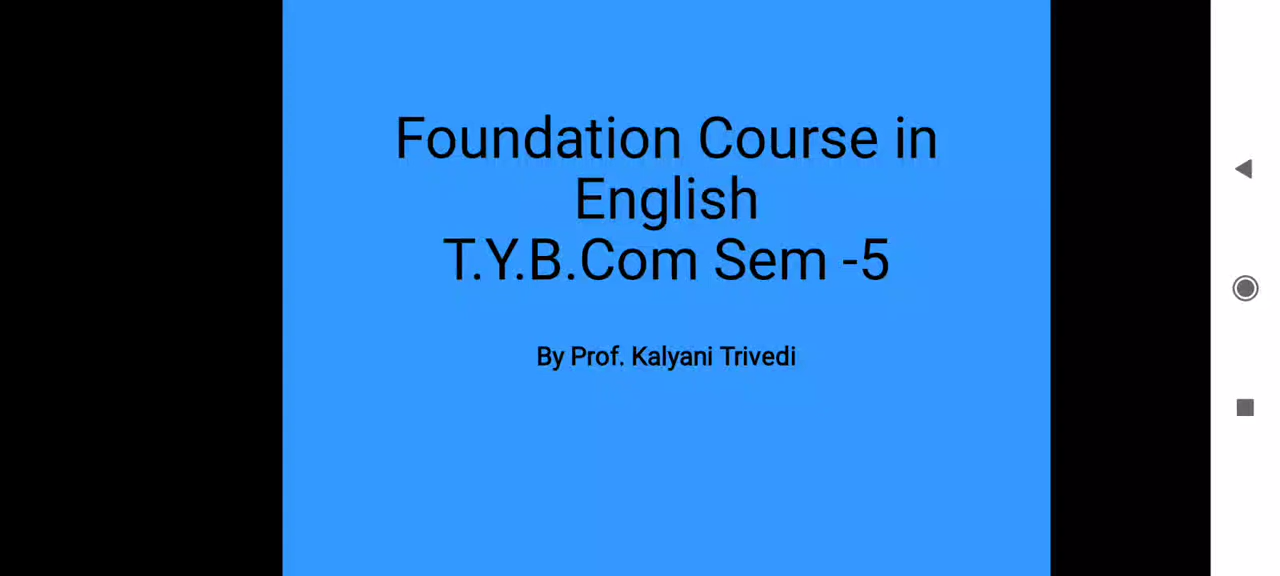 Foundation Course in
English
T.Y.B.Com Sem -5
By Prof. Kalyani Trivedi